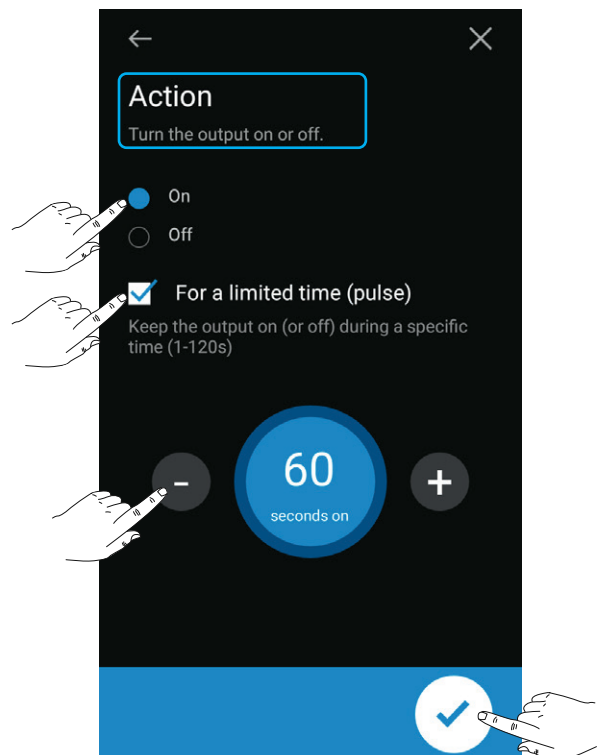 Action
Turn the output on or off.
On
Off
For a limited time (pulse)
Keep the output on (or off) during a specific
time (1-120s)
- 60 +
seconds on